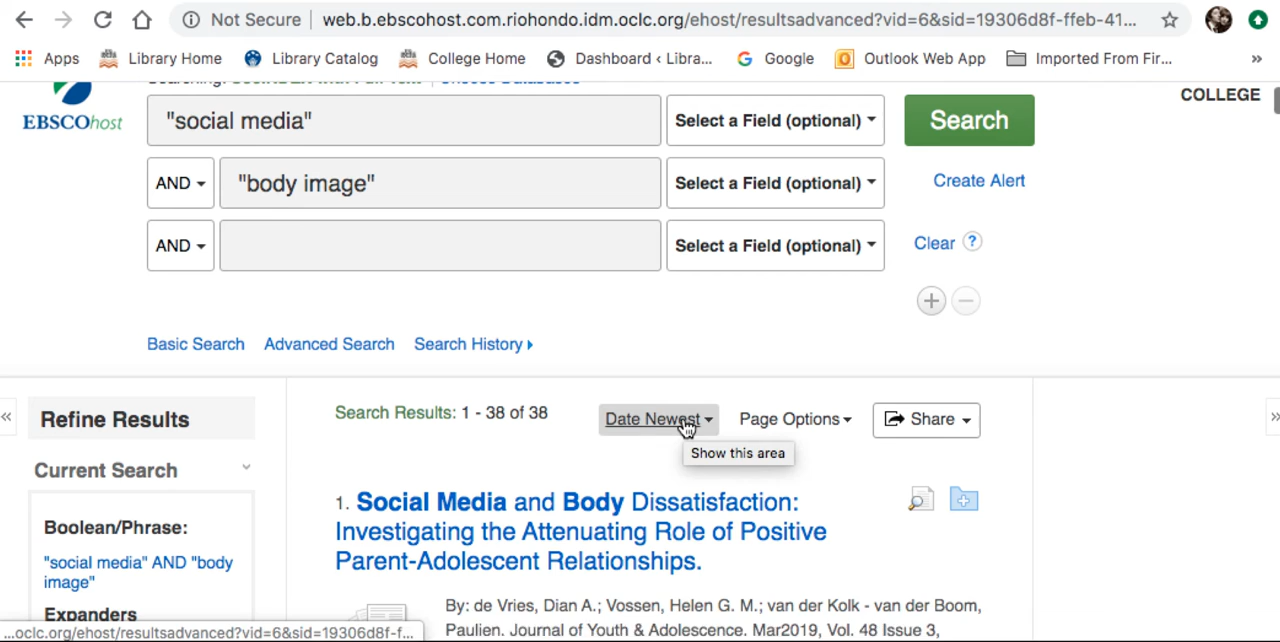 Not Secure | web.b.ebscohost.com.riohondo.idm.oclc.org/ehost/resultsadvanced?vid=6&sid=19306d8f-ffeb-41...
Apps Library Home Library Catalog College Home Dashboard ‹ Libra... Google Outlook Web App Imported From Fir... »
COLLEGE
EBSCOhost
"social media" Select a Field (optional) Search
AND "body image" Select a Field (optional) Create Alert
AND Select a Field (optional) Clear ?
Basic Search Advanced Search Search History
« Refine Results Search Results: 1 - 38 of 38 Date Newest Page Options Share »
Show this area
Current Search
1. Social Media and Body Dissatisfaction:
Investigating the Attenuating Role of Positive
Parent-Adolescent Relationships.
Boolean/Phrase:
"social media" AND "body
image"
Expanders
By: de Vries, Dian A.; Vossen, Helen G. M.; van der Kolk - van der Boom,
Paulien. Journal of Youth & Adolescence. Mar2019, Vol. 48 Issue 3,
...oclc.org/ehost/resultsadvanced?vid=6&sid=19306d8f-f...